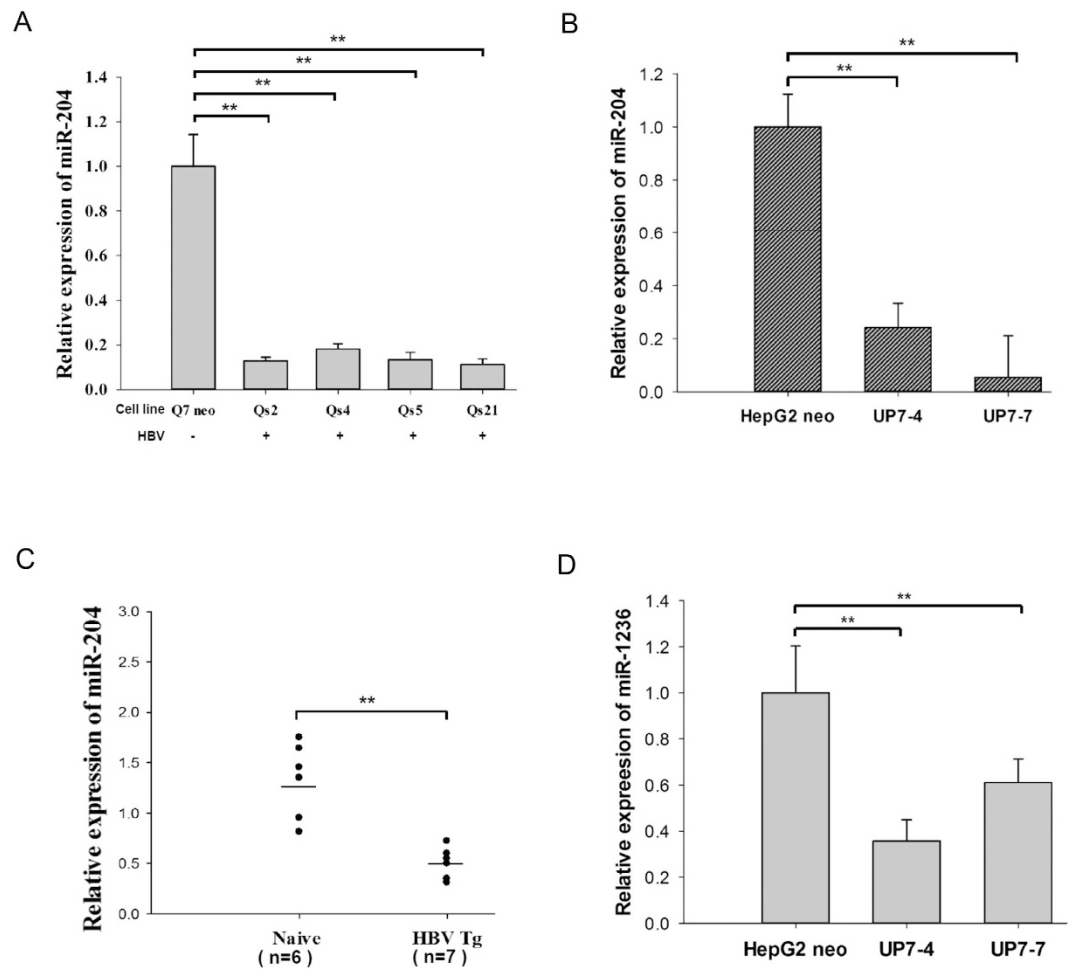 A
**
**
**
**
Relative expression of miR-204
1.4
1.2
1.0
0.8
0.6
0.4
0.2
0.0
Cell line Q7 neo Qs2 Qs4 Qs5 Qs21
HBV - + + + +
B
**
**
Relative expression of miR-204
1.2
1.0
0.8
0.6
0.4
0.2
0.0
HepG2 neo UP7-4 UP7-7
C
**
Relative expression of miR-204
3.0
2.5
2.0
1.5
1.0
0.5
0.0
Naive HBV Tg
( n=6 ) ( n=7 )
D
**
**
Relative expreesion of miR-1236
1.4
1.2
1.0
0.8
0.6
0.4
0.2
0.0
HepG2 neo UP7-4 UP7-7